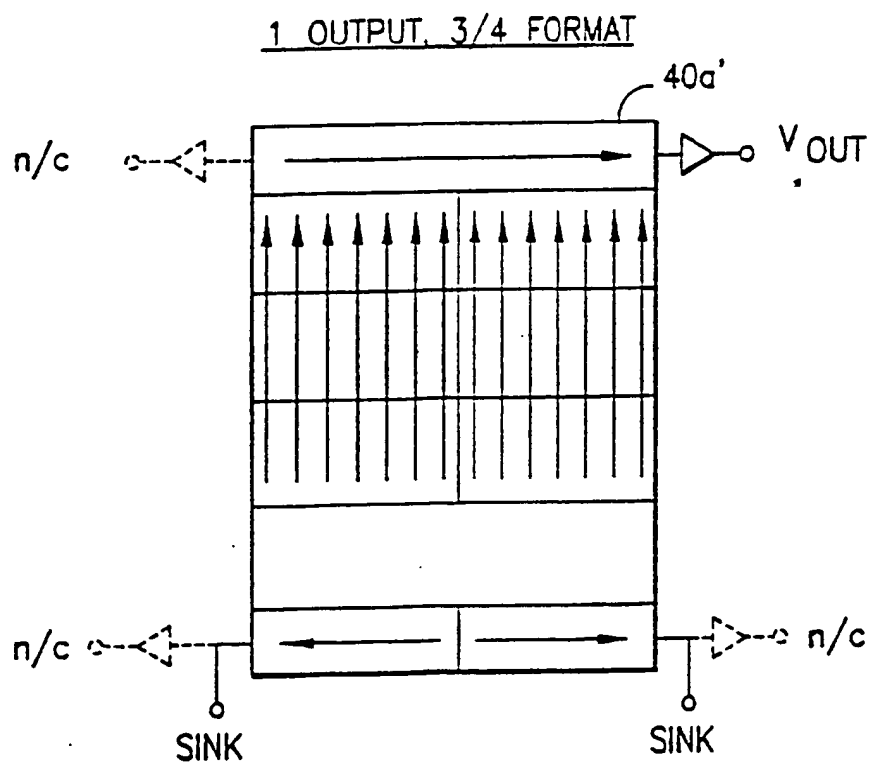 1 OUTPUT, 3/4 FORMAT
40a'
n/c
V OUT
n/c
n/c
SINK
SINK